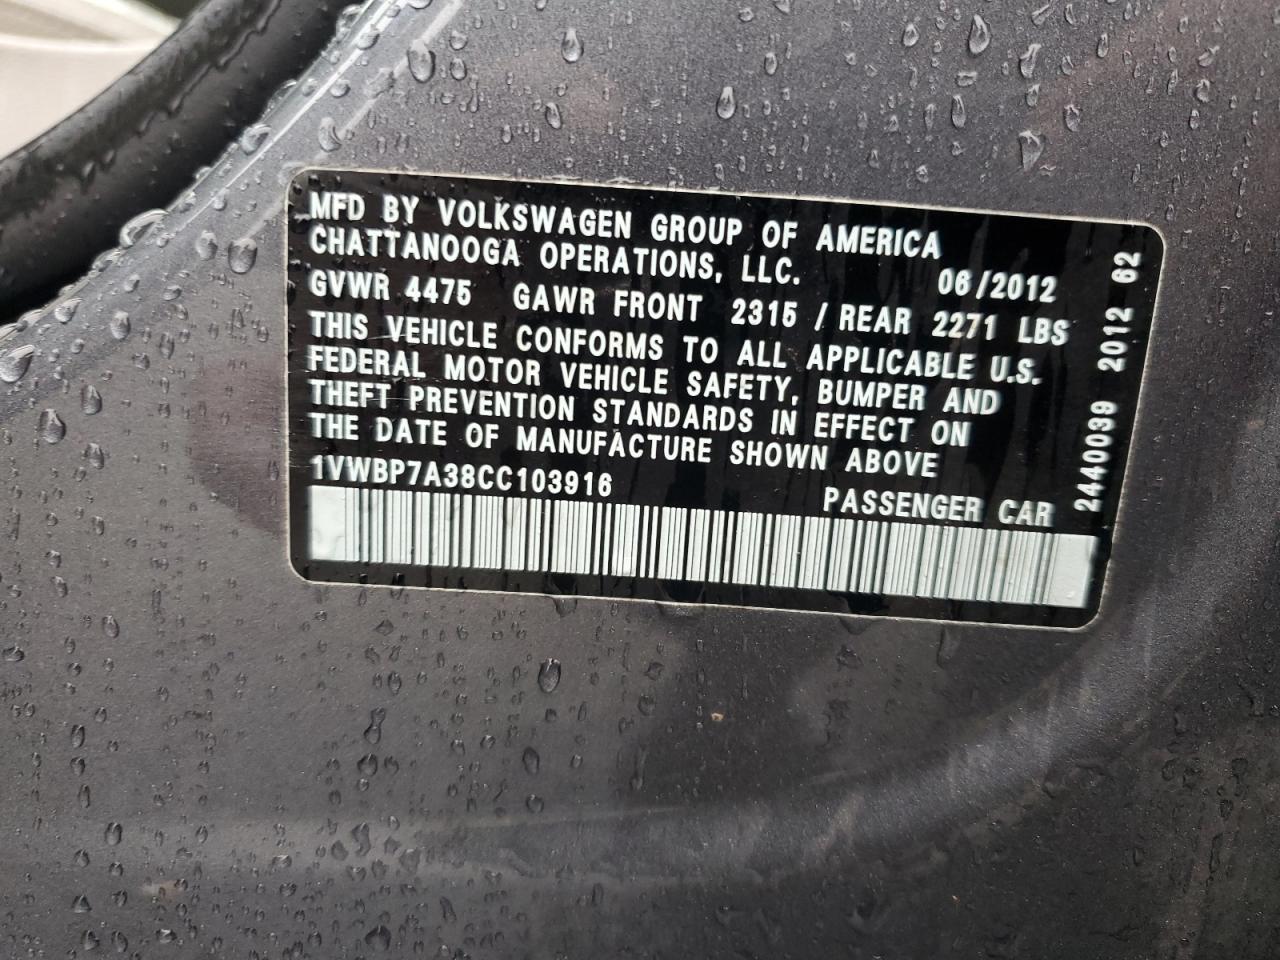 MFD BY VOLKSWAGEN GROUP OF AMERICA
CHATTANOOGA OPERATIONS, LLC. 06/2012
GVWR 4475 GAWR FRONT 2315 / REAR 2271 LBS
THIS VEHICLE CONFORMS TO ALL APPLICABLE U.S.
FEDERAL MOTOR VEHICLE SAFETY, BUMPER AND
THEFT PREVENTION STANDARDS IN EFFECT ON
THE DATE OF MANUFACTURE SHOWN ABOVE
1VWBP7A38CC103916 PASSENGER CAR
2440039 2012 62